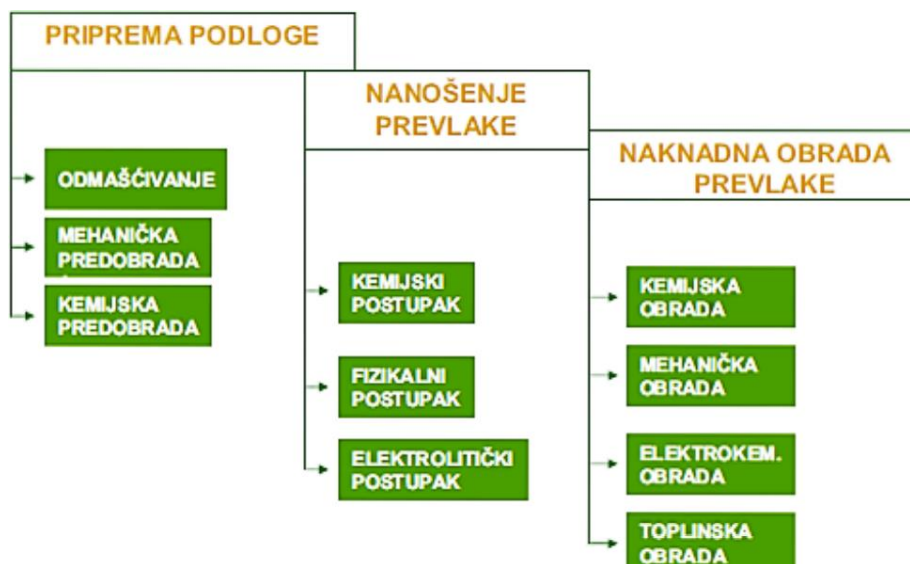 PRIPREMA PODLOGE
ODMAŠĆIVANJE
MEHANIČKA
PREDOBRADA
KEMIJSKA
PREDOBRADA
NANOŠENJE
PREVLAKE
KEMIJSKI
POSTUPAK
FIZIKALNI
POSTUPAK
ELEKTROLITIČKI
POSTUPAK
NAKNADNA OBRADA
PREVLAKE
KEMIJSKA
OBRADA
MEHANIČKA
OBRADA
ELEKTROKEM.
OBRADA
TOPLINSKA
OBRADA